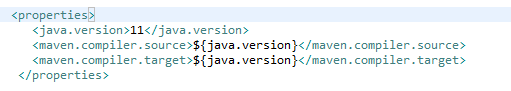 <properties>
<java.version>11</java.version>
<maven.compiler.source>${java.version}</maven.compiler.source>
<maven.compiler.target>${java.version}</maven.compiler.target>
</properties>